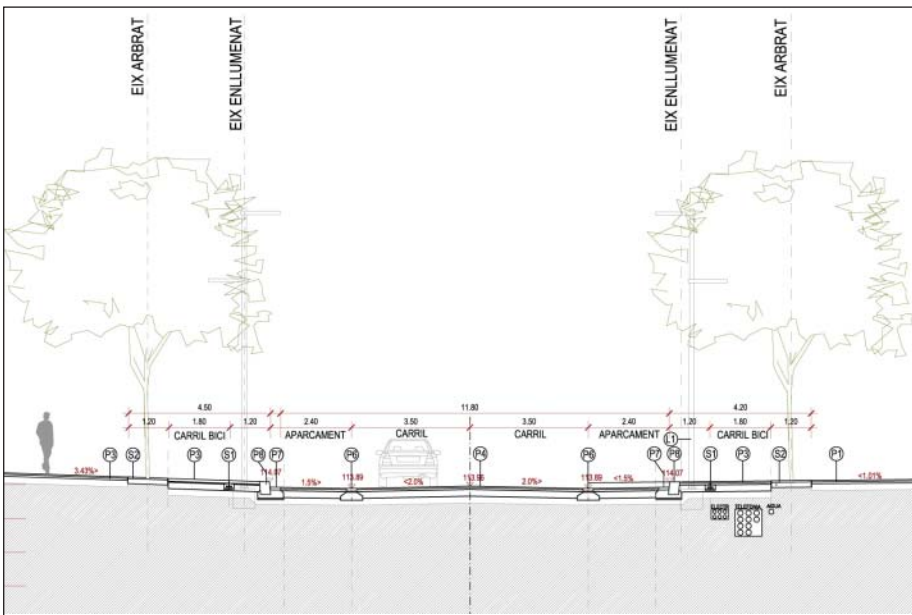 EIX ARBRAT
EIX ENLLUMENAT
EIX ENLLUMENAT
EIX ARBRAT
4.50
11.80
4.20
1.20
1.80
1.20
2.40
3.50
3.50
2.40
1.20
1.20
CARRIL BICI
APARCAMENT
CARRIL
CARRIL
APARCAMENT
CARRIL BICI
L1
P3
S2
P3
S1
P8
P7
P6
P4
P6
P7
P8
S1
P3
S2
P1
3.43%>
114.07
1.5%>
113.89
<2.0%
2.0%>
113.89
<1.5%
114.07
<1.01%
TELEFONIA
AIGUA